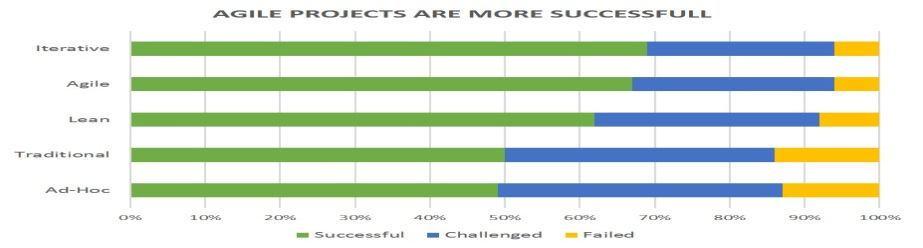 AGILE PROJECTS ARE MORE SUCCESSFULL
Iterative
Agile
Lean
Traditional
Ad-Hoc
0% 10% 20% 30% 40% 50% 60% 70% 80% 90% 100%
Successful Challenged Failed